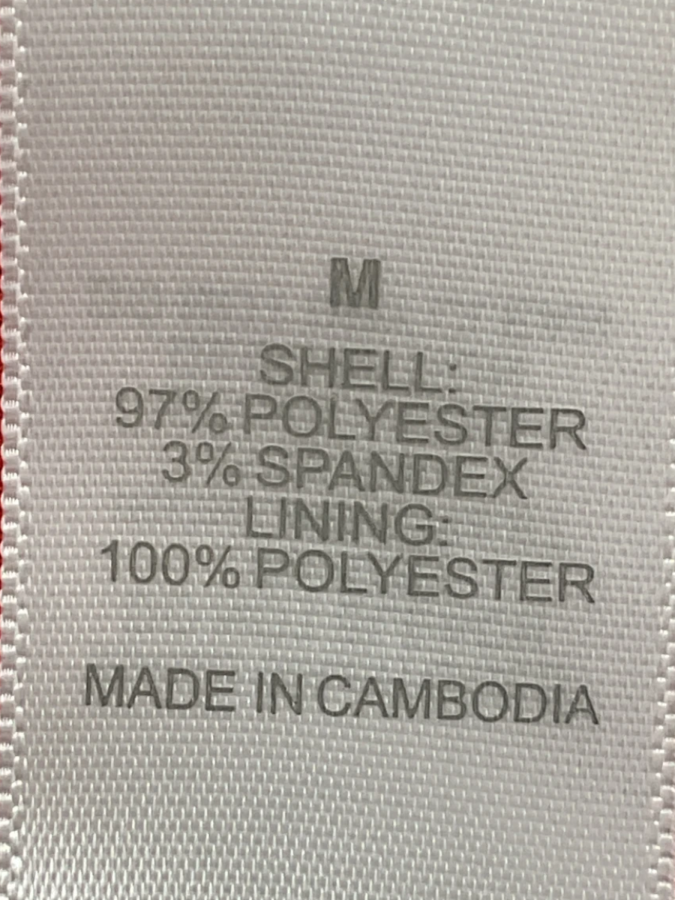 M
SHELL:
97% POLYESTER
3% SPANDEX
LINING:
100% POLYESTER
MADE IN CAMBODIA